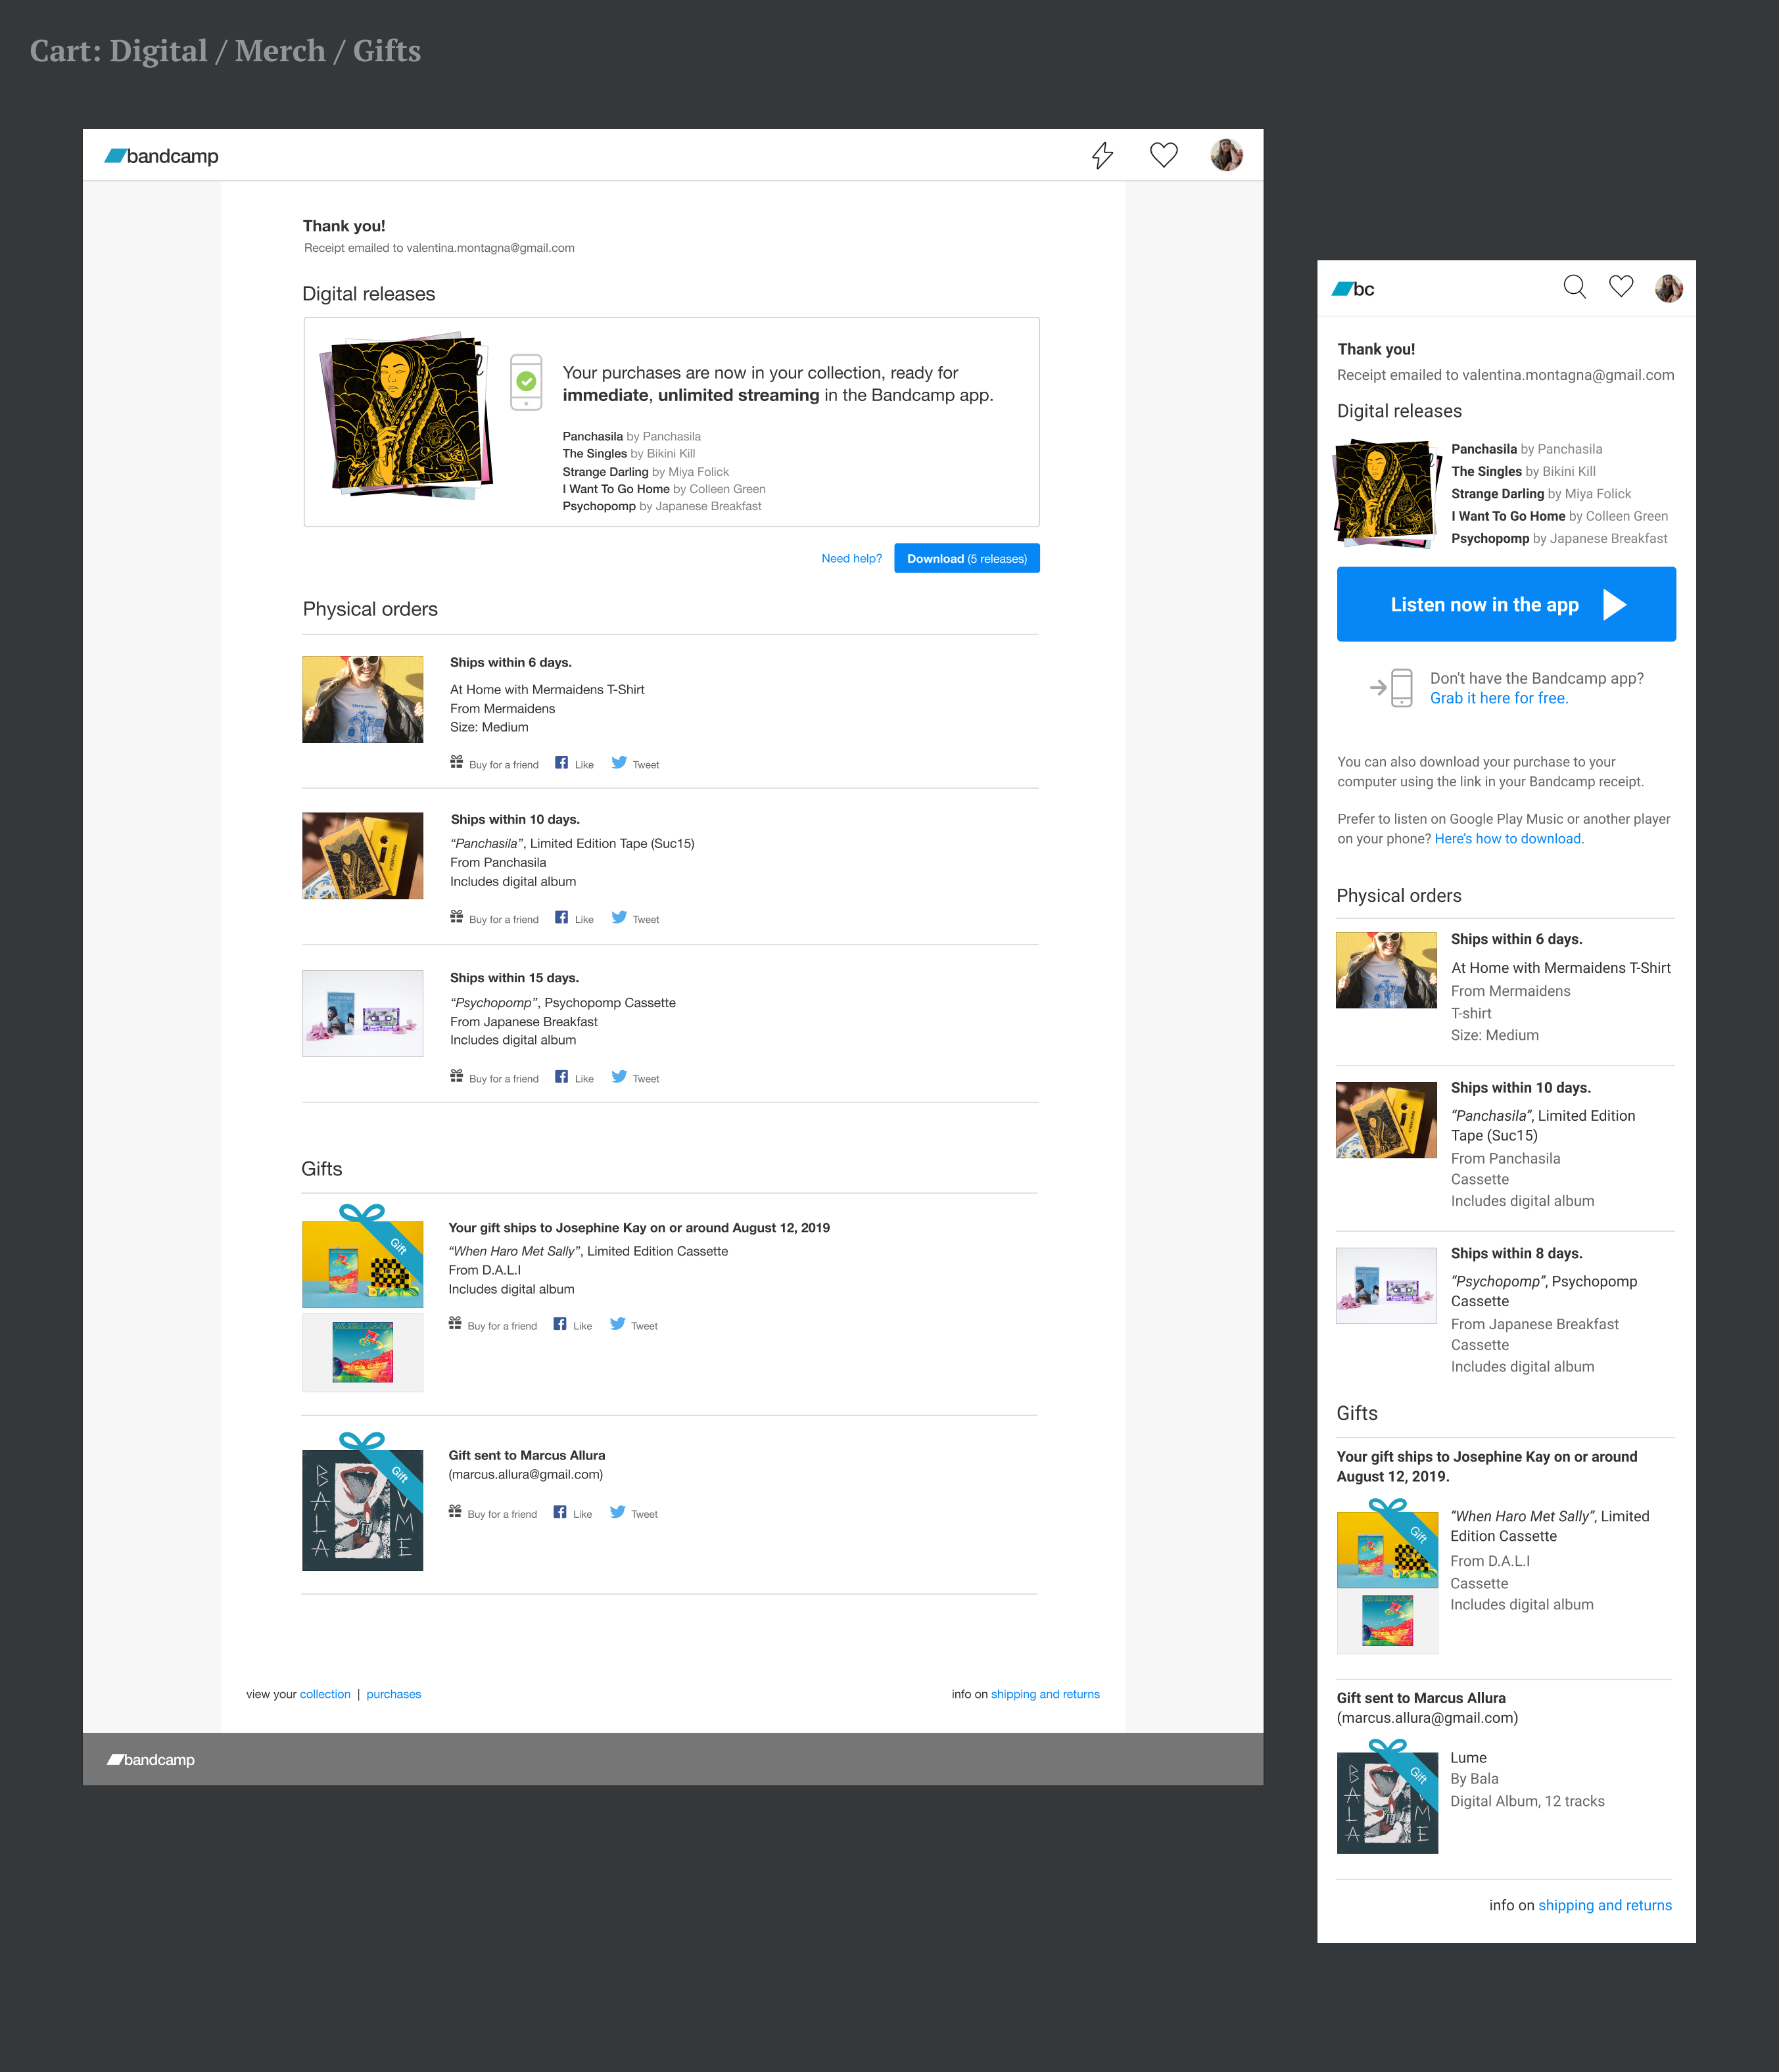 Cart: Digital / Merch / Gifts
bandcamp
Thank you!
Receipt emailed to valentina.montagna@gmail.com
Digital releases
Your purchases are now in your collection, ready for
immediate, unlimited streaming in the Bandcamp app.
Panchasila by Panchasila
The Singles by Bikini Kill
Strange Darling by Miya Folick
I Want To Go Home by Colleen Green
Psychopomp by Japanese Breakfast
Need help?
Download (5 releases)
Physical orders
Ships within 6 days.
At Home with Mermaidens T-Shirt
From Mermaidens
Size: Medium
Buy for a friend Like Tweet
Ships within 10 days.
“Panchasila”, Limited Edition Tape (Suc15)
From Panchasila
Includes digital album
Buy for a friend Like Tweet
Ships within 15 days.
“Psychopomp”, Psychopomp Cassette
From Japanese Breakfast
Includes digital album
Buy for a friend Like Tweet
Gifts
Gift
Your gift ships to Josephine Kay on or around August 12, 2019
“When Haro Met Sally”, Limited Edition Cassette
From D.A.L.I
Includes digital album
Buy for a friend Like Tweet
BALA
Gift
UME
Gift sent to Marcus Allura
(marcus.allura@gmail.com)
Buy for a friend Like Tweet
view your collection | purchases
info on shipping and returns
bandcamp
bc
Thank you!
Receipt emailed to valentina.montagna@gmail.com
Digital releases
Panchasila by Panchasila
The Singles by Bikini Kill
Strange Darling by Miya Folick
I Want To Go Home by Colleen Green
Psychopomp by Japanese Breakfast
Listen now in the app
Don't have the Bandcamp app?
Grab it here for free.
You can also download your purchase to your
computer using the link in your Bandcamp receipt.
Prefer to listen on Google Play Music or another player
on your phone? Here’s how to download.
Physical orders
Ships within 6 days.
At Home with Mermaidens T-Shirt
From Mermaidens
T-shirt
Size: Medium
Ships within 10 days.
“Panchasila”, Limited Edition
Tape (Suc15)
From Panchasila
Cassette
Includes digital album
Ships within 8 days.
“Psychopomp”, Psychopomp
Cassette
From Japanese Breakfast
Cassette
Includes digital album
Gifts
Your gift ships to Josephine Kay on or around
August 12, 2019.
Gift
“When Haro Met Sally”, Limited
Edition Cassette
From D.A.L.I
Cassette
Includes digital album
Gift sent to Marcus Allura
(marcus.allura@gmail.com)
BALA
Gift
ME
Lume
By Bala
Digital Album, 12 tracks
info on shipping and returns